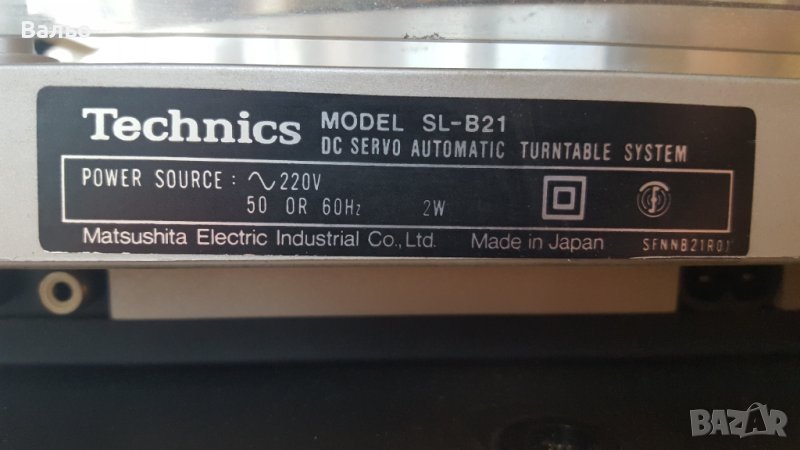 Вальо
Technics MODEL SL-B21
DC SERVO AUTOMATIC TURNTABLE SYSTEM
POWER SOURCE : ∿ 220V
50 OR 60Hz 2W
Matsushita Electric Industrial Co., Ltd. Made in Japan SFNNB21R01
BAZAR